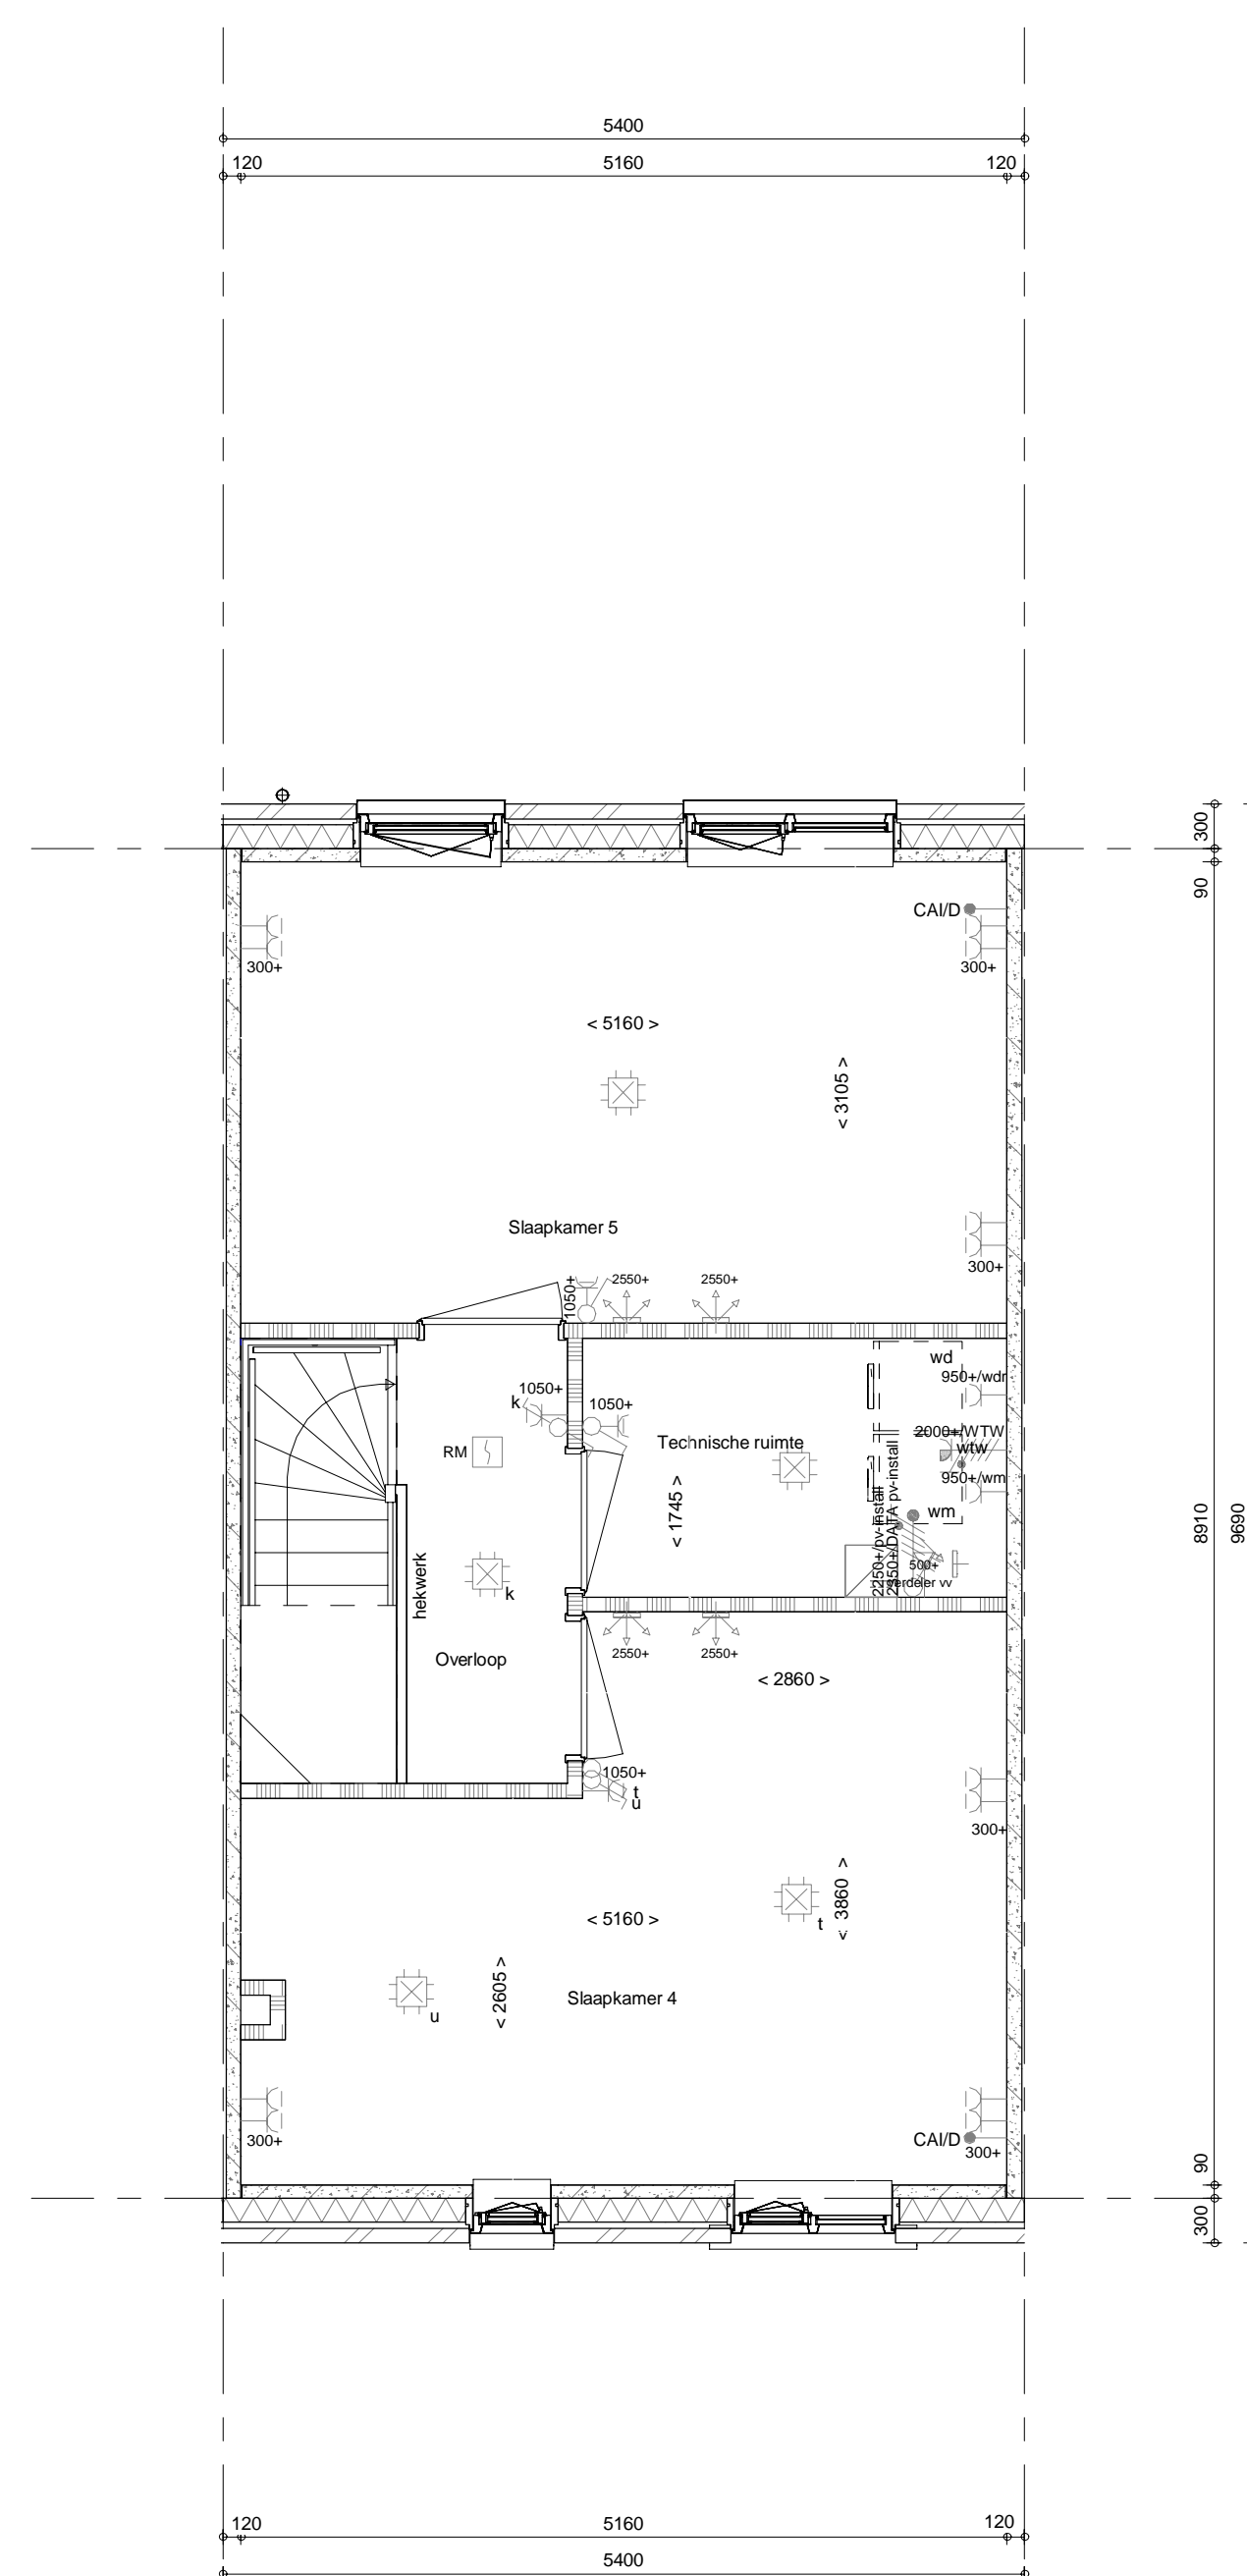 5400
120 5160 120
300
90
CAI/D
300+ 300+
< 5160 >
< 3105 >
Slaapkamer 5
300+
1050+ 2550+ 2550+
wd
950+/wdr
1050+
k 1050+
2000+/WTW
Technische ruimte
RM
wtw
950+/wm
< 1745 >
wm
2250+/pv-install
2350+/DATA pv-install
8910
9690
500+
verdeler vv
hekwerk
k
Overloop
2550+ 2550+
< 2860 >
1050+
t
u
300+
< 3860 >
< 5160 >
t
< 2605 >
Slaapkamer 4
u
300+
CAI/D
300+
90
300
120 5160 120
5400